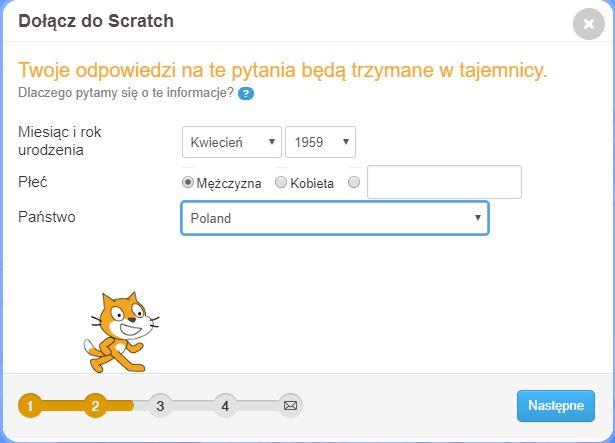 Dołącz do Scratch
Twoje odpowiedzi na te pytania będą trzymane w tajemnicy.
Dlaczego pytamy się o te informacje? ?
Miesiąc i rok
urodzenia
Kwiecień 1959
Płeć Mężczyzna Kobieta
Państwo Poland
1 2 3 4 Następne